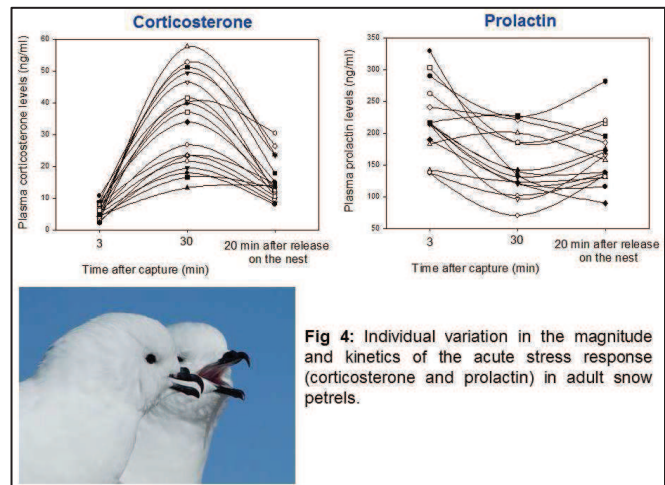 Corticosterone
Plasma corticosterone levels (ng/ml)
60
50
40
30
20
10
0
3
30
20 min after release
on the nest
Time after capture (min)
Prolactin
Plasma prolactin levels (ng/ml)
350
300
250
200
150
100
50
3
30
20 min after release
on the nest
Time after capture (min)
Fig 4: Individual variation in the magnitude
and kinetics of the acute stress response
(corticosterone and prolactin) in adult snow
petrels.